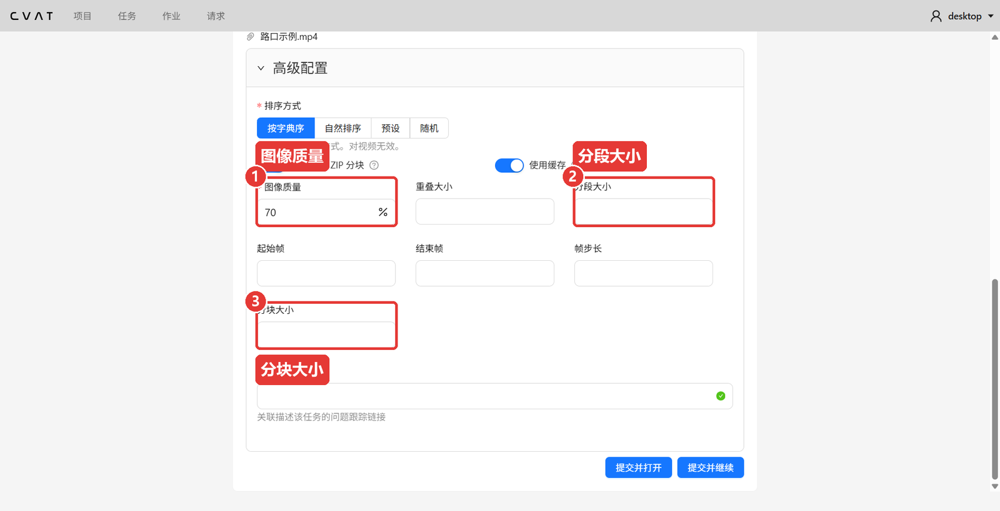 CVAT
项目
任务
作业
请求
desktop
路口示例.mp4
高级配置
* 排序方式
按字典序
自然排序
预设
随机
式。对视频无效。
图像质量
分段大小
ZIP 分块
使用缓存
1
图像质量
重叠大小
2
分段大小
70
%
起始帧
结束帧
帧步长
3
分块大小
分块大小
关联描述该任务的问题跟踪链接
提交并打开
提交并继续